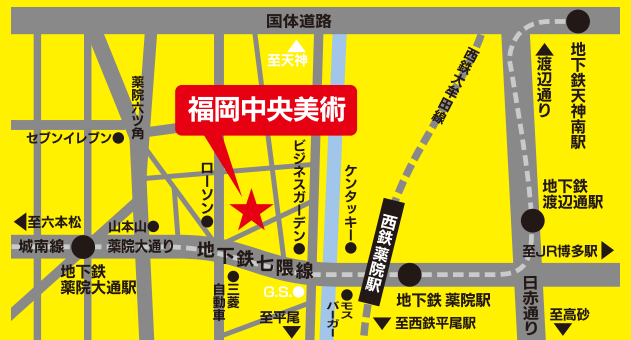 国体道路
至天神
地下鉄天神南駅
渡辺通り
西鉄大牟田線
薬院六ツ角
福岡中央美術
セブンイレブン
ビジネスガーデン
ローソン
ケンタッキー
地下鉄
渡辺通駅
至六本松
山本山
西鉄薬院駅
城南線
薬院大通り
地下鉄七隈線
至JR博多駅
地下鉄
薬院大通駅
三菱
自動車
G.S.
モス
バーガー
地下鉄 薬院駅
日赤通り
至平尾
至西鉄平尾駅
至高砂